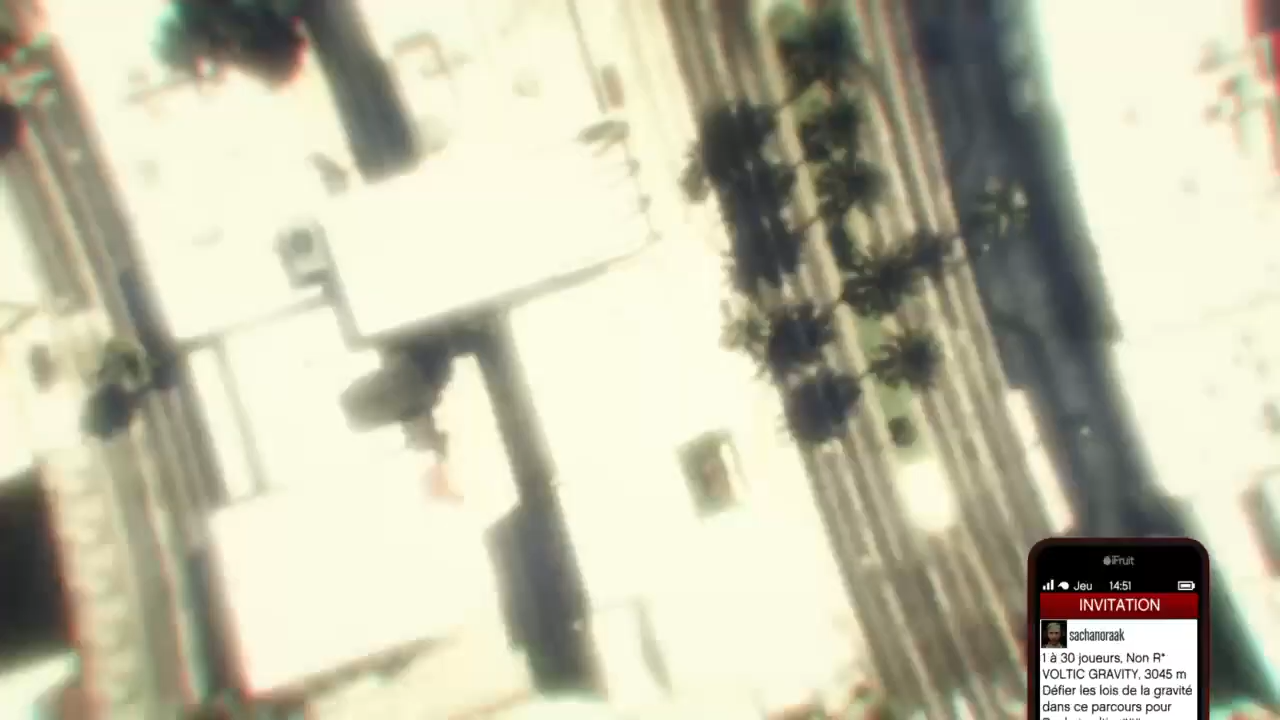 iFruit
Jeu 14:51
INVITATION
sachanoraak
1 à 30 joueurs, Non R*
VOLTIC GRAVITY, 3045 m
Défier les lois de la gravité
dans ce parcours pour